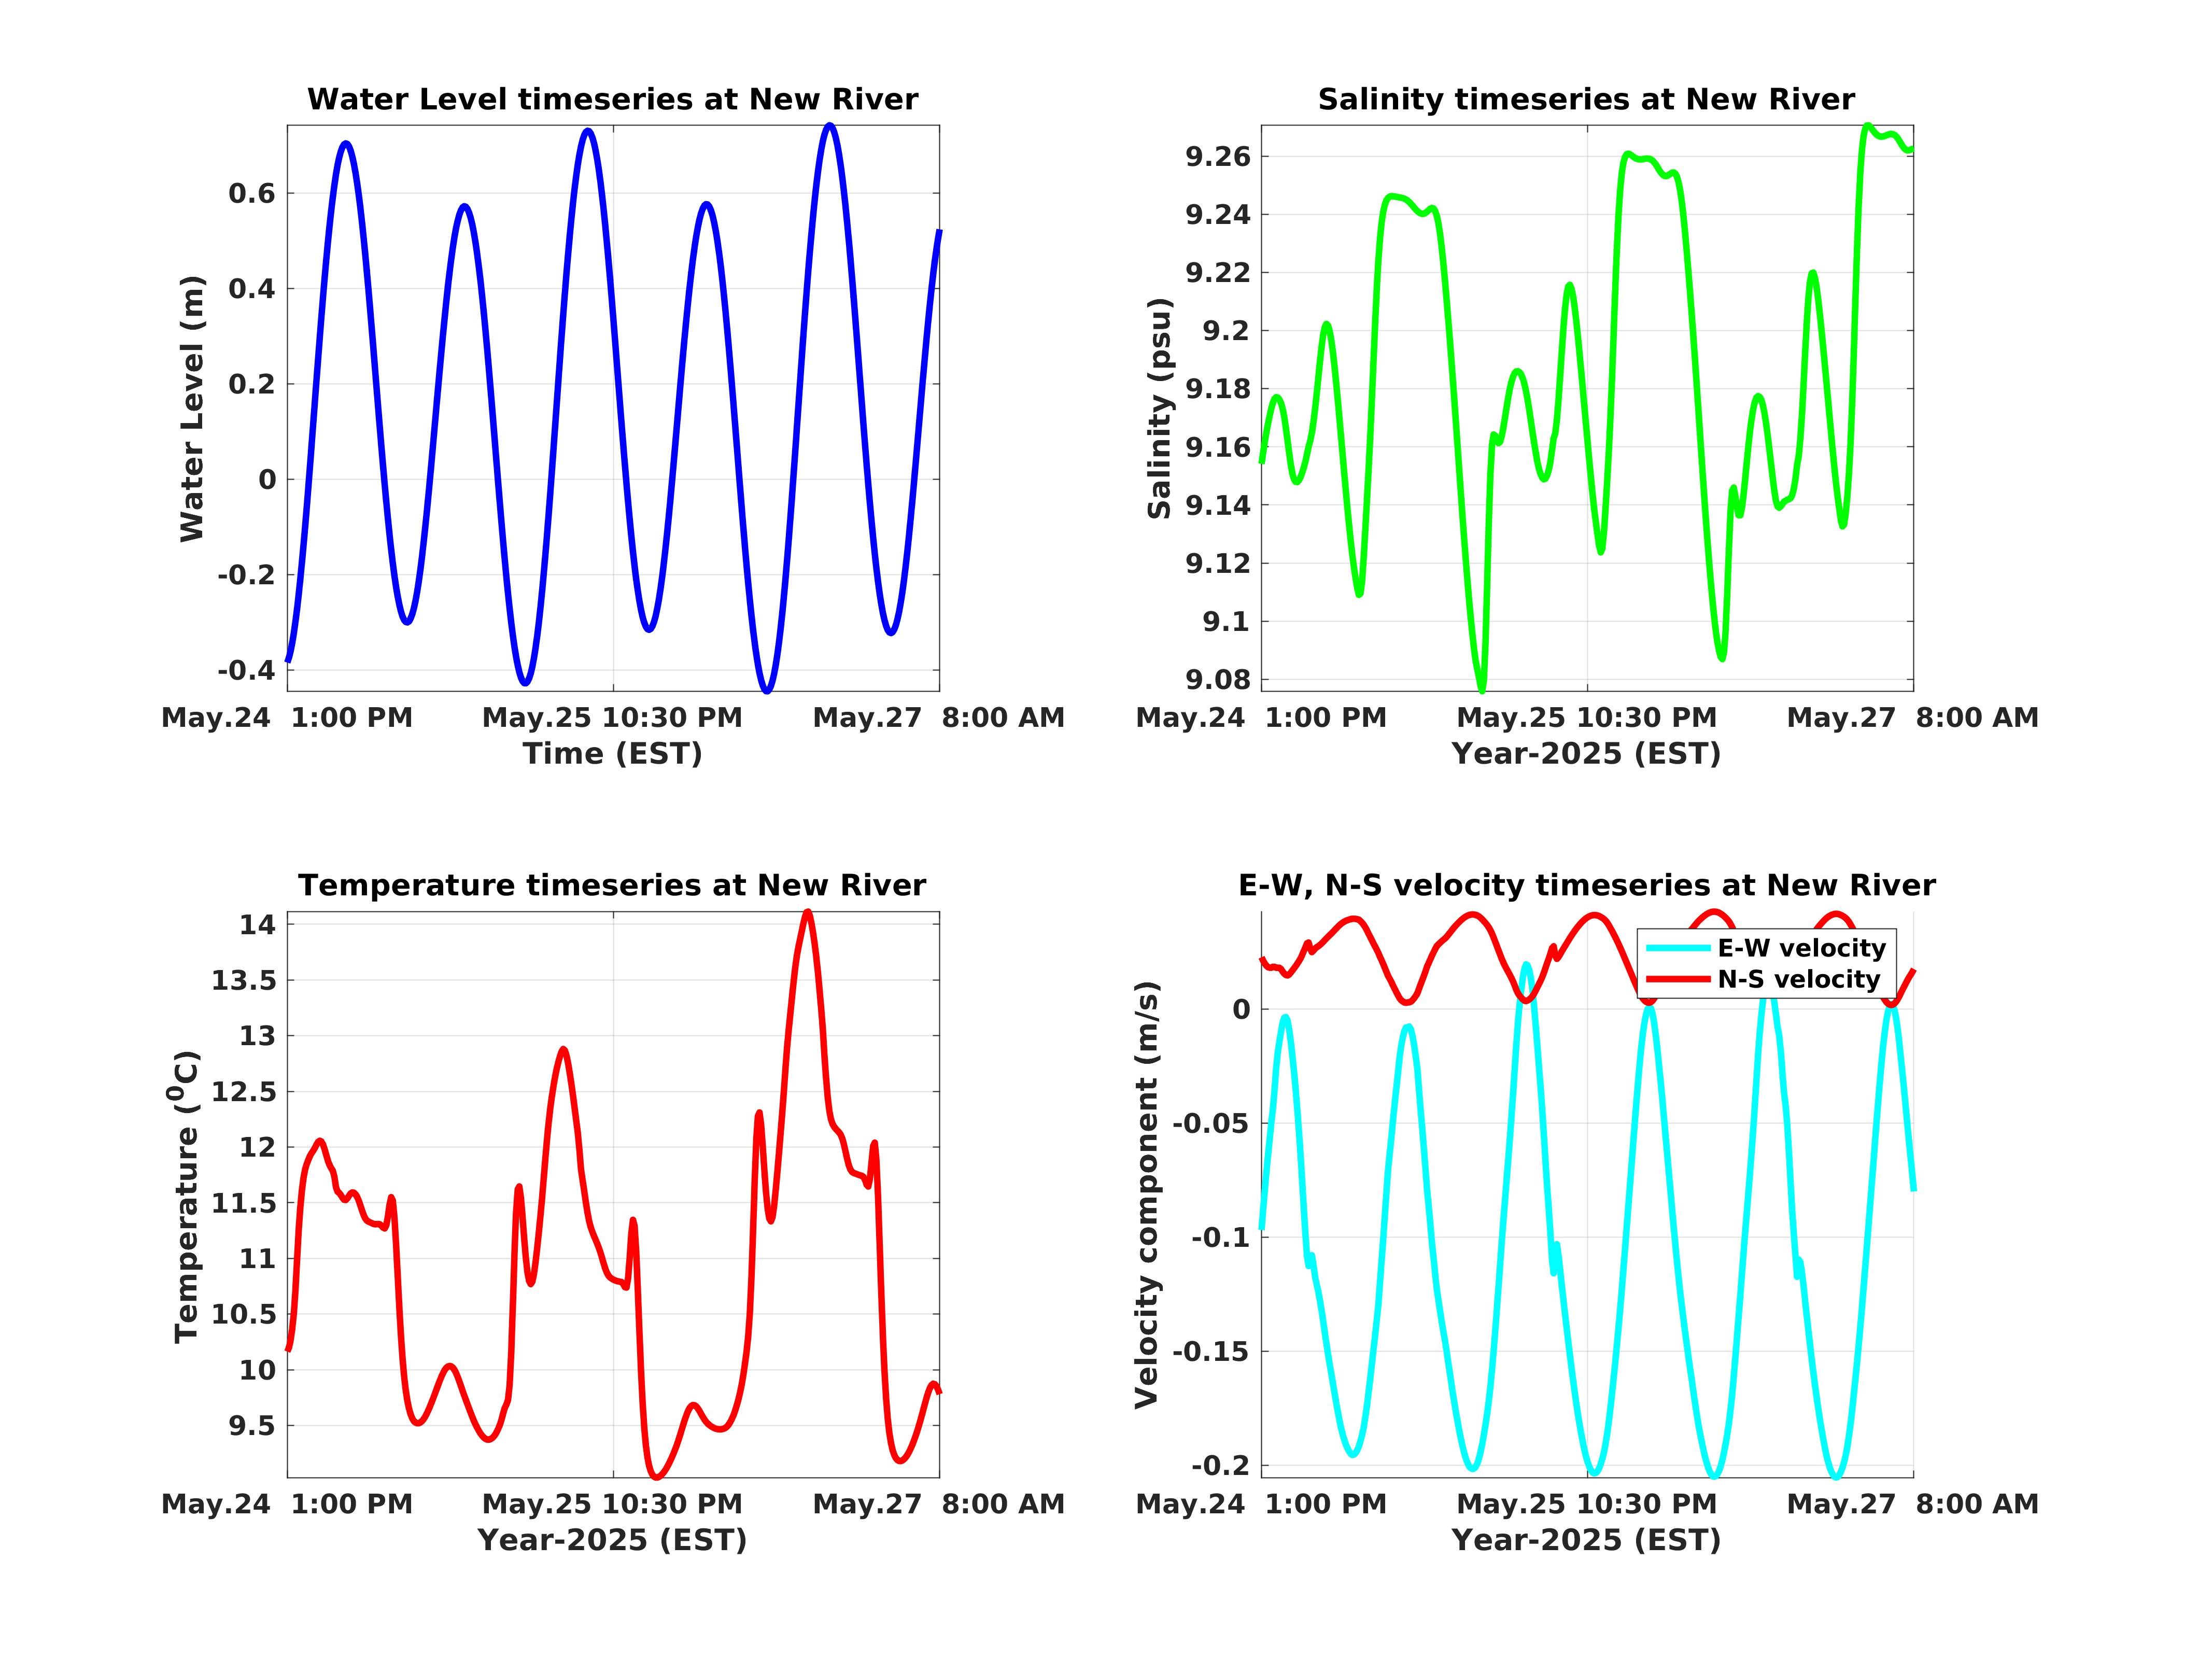 Water Level timeseries at New River
Water Level (m)
0.6
0.4
0.2
0
-0.2
-0.4
May.24 1:00 PM May.25 10:30 PM May.27 8:00 AM
Time (EST)
Salinity timeseries at New River
Salinity (psu)
9.26
9.24
9.22
9.2
9.18
9.16
9.14
9.12
9.1
9.08
May.24 1:00 PM May.25 10:30 PM May.27 8:00 AM
Year-2025 (EST)
Temperature timeseries at New River
Temperature (⁰C)
14
13.5
13
12.5
12
11.5
11
10.5
10
9.5
May.24 1:00 PM May.25 10:30 PM May.27 8:00 AM
Year-2025 (EST)
E-W, N-S velocity timeseries at New River
Velocity component (m/s)
E-W velocity
N-S velocity
0
-0.05
-0.1
-0.15
-0.2
May.24 1:00 PM May.25 10:30 PM May.27 8:00 AM
Year-2025 (EST)